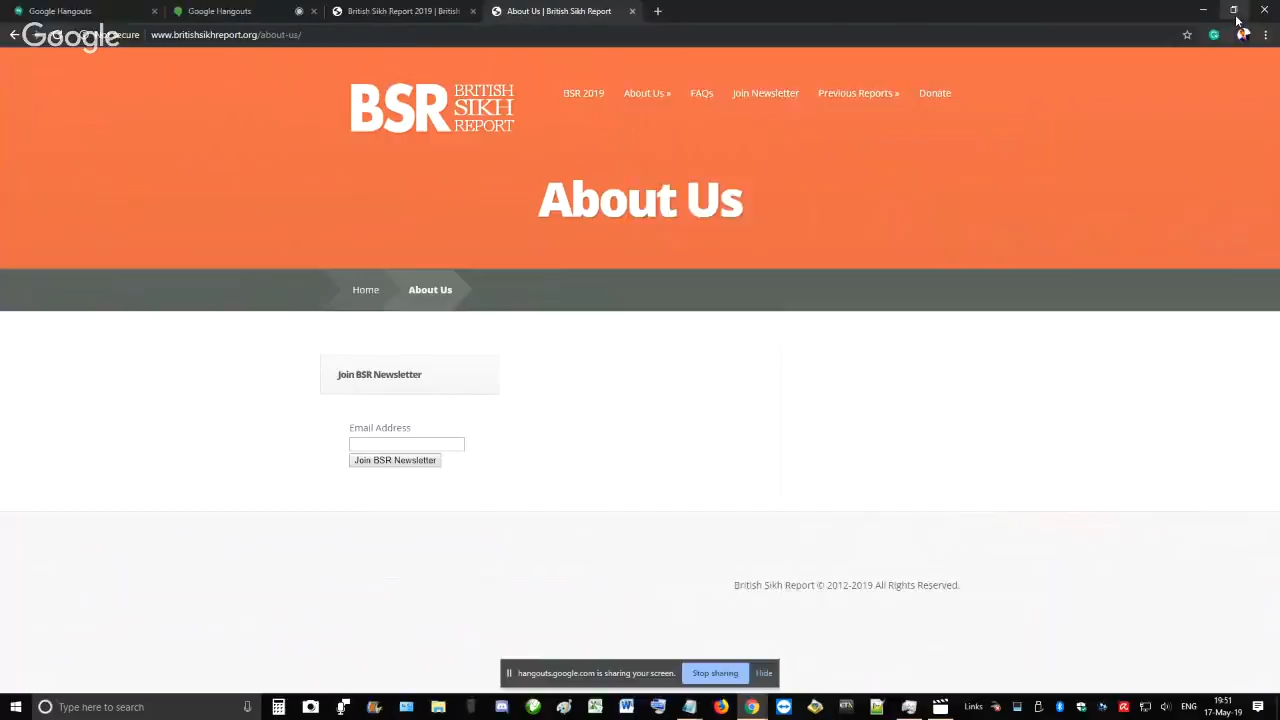 Google Hangouts
Google Hangouts
British Sikh Report 2019 | British
About Us | British Sikh Report
Google
Secure
www.britishsikhreport.org/about-us/
BSR BRITISH SIKH REPORT
BSR 2019
About Us »
FAQs
Join Newsletter
Previous Reports »
Donate
About Us
Home
About Us
Join BSR Newsletter
Email Address
Join BSR Newsletter
British Sikh Report © 2012-2019 All Rights Reserved.
hangouts.google.com is sharing your screen.
Stop sharing
Hide
Type here to search
Links
19:51
17-May-19